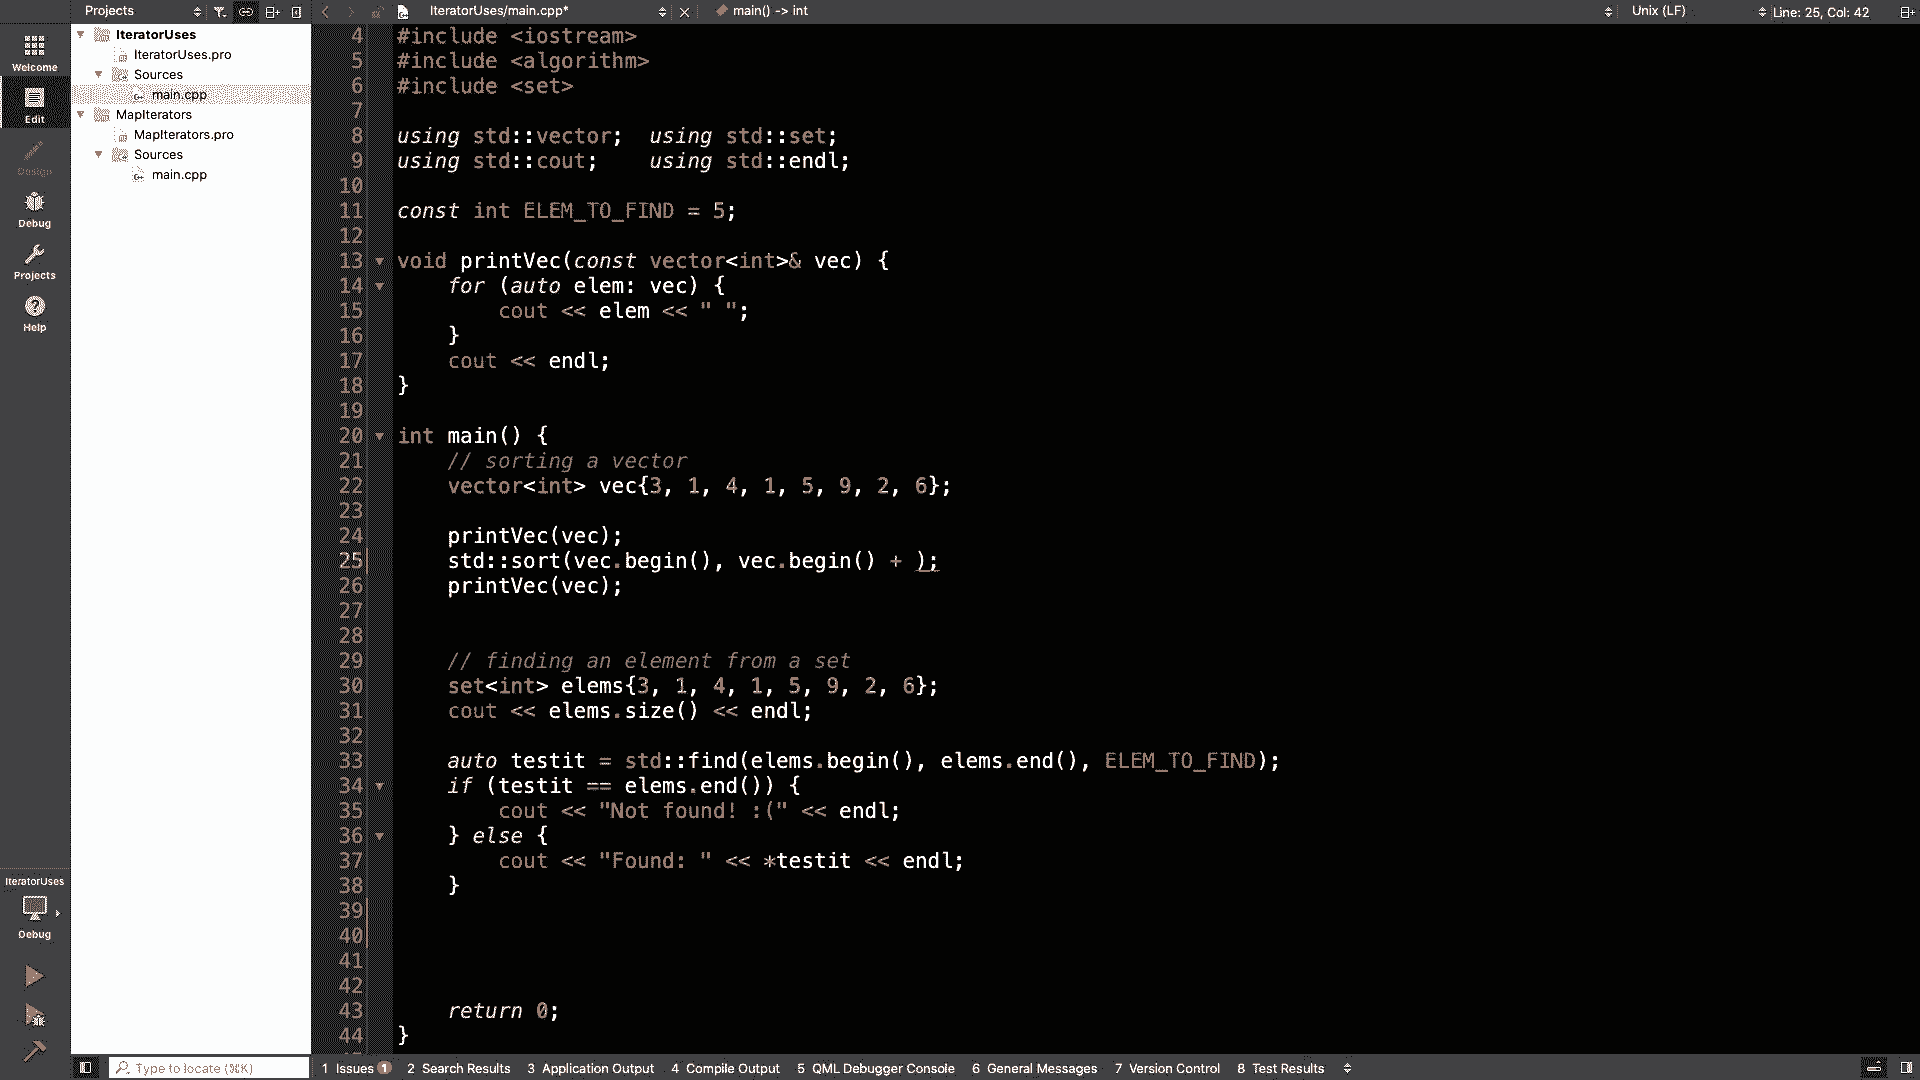 Projects
IteratorUses/main.cpp*
main() -> int
Unix (LF)
Line: 25, Col: 42
Welcome
Edit
Design
Debug
Projects
Help
IteratorUses
Debug
IteratorUses
IteratorUses.pro
Sources
main.cpp
MapIterators
MapIterators.pro
Sources
main.cpp
4 #include <iostream>
5 #include <algorithm>
6 #include <set>
7
8 using std::vector;  using std::set;
9 using std::cout;    using std::endl;
10
11 const int ELEM_TO_FIND = 5;
12
13 void printVec(const vector<int>& vec) {
14     for (auto elem: vec) {
15         cout << elem << " ";
16     }
17     cout << endl;
18 }
19
20 int main() {
21     // sorting a vector
22     vector<int> vec{3, 1, 4, 1, 5, 9, 2, 6};
23
24     printVec(vec);
25     std::sort(vec.begin(), vec.begin() + );
26     printVec(vec);
27
28
29     // finding an element from a set
30     set<int> elems{3, 1, 4, 1, 5, 9, 2, 6};
31     cout << elems.size() << endl;
32
33     auto testit = std::find(elems.begin(), elems.end(), ELEM_TO_FIND);
34     if (testit == elems.end()) {
35         cout << "Not found! :(" << endl;
36     } else {
37         cout << "Found: " << *testit << endl;
38     }
39
40
41
42
43     return 0;
44 }
Type to locate (⌘K)
1 Issues 1
2 Search Results
3 Application Output
4 Compile Output
5 QML Debugger Console
6 General Messages
7 Version Control
8 Test Results